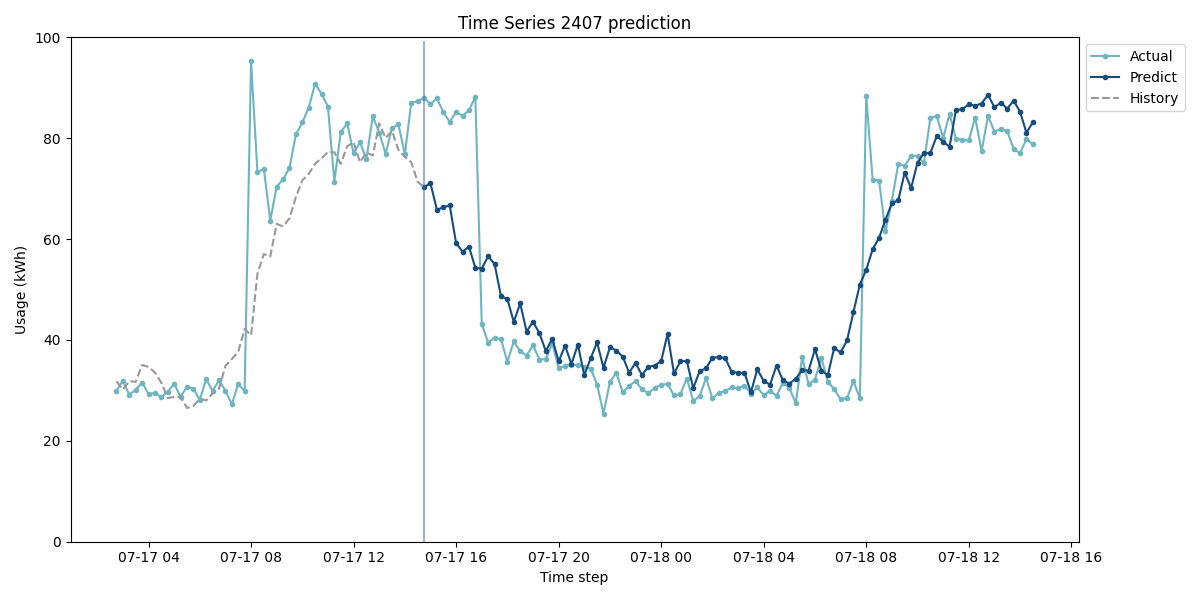 Time Series 2407 prediction
100
80
60
40
20
0
Usage (kWh)
07-17 04
07-17 08
07-17 12
07-17 16
07-17 20
07-18 00
07-18 04
07-18 08
07-18 12
07-18 16
Time step
Actual
Predict
History